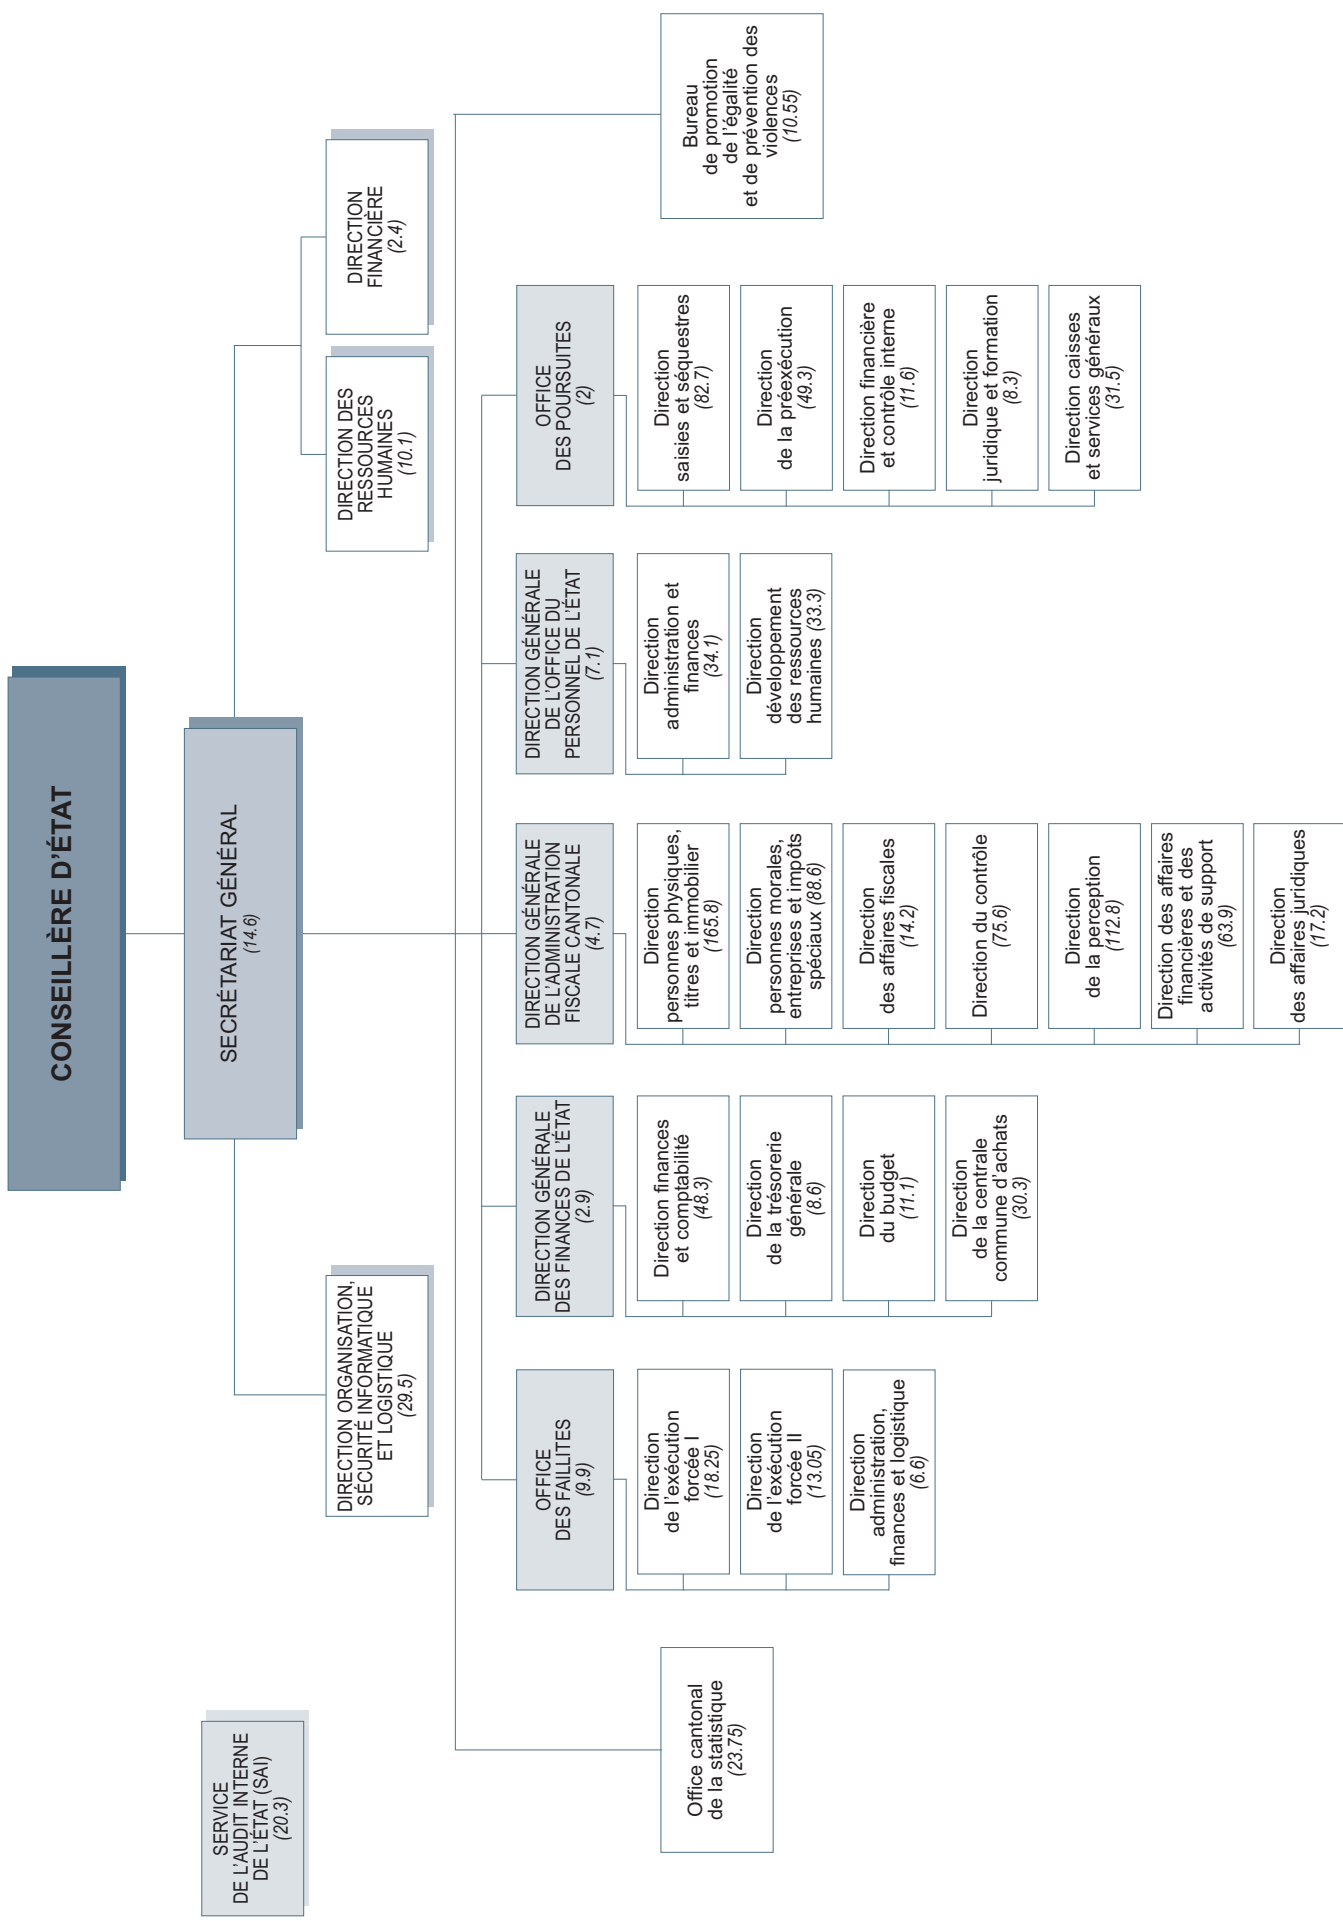 CONSEILLÈRE D'ÉTAT
SERVICE
DE L'AUDIT INTERNE
DE L'ÉTAT (SAI)
(20.3)
SECRÉTARIAT GÉNÉRAL
(14.6)
DIRECTION ORGANISATION,
SÉCURITÉ INFORMATIQUE
ET LOGISTIQUE
(29.5)
DIRECTION DES
RESSOURCES
HUMAINES
(10.1)
DIRECTION
FINANCIÈRE
(2.4)
Office cantonal
de la statistique
(23.75)
OFFICE
DES FAILLITES
(9.9)
Direction
de l'exécution
forcée I
(18.25)
Direction
de l'exécution
forcée II
(13.05)
Direction
administration,
finances et logistique
(6.6)
DIRECTION GÉNÉRALE
DES FINANCES DE L'ÉTAT
(2.9)
Direction finances
et comptabilité
(48.3)
Direction
de la trésorerie
générale
(8.6)
Direction
du budget
(11.1)
Direction
de la centrale
commune d'achats
(30.3)
DIRECTION GÉNÉRALE
DE L'ADMINISTRATION
FISCALE CANTONALE
(4.7)
Direction
personnes physiques,
titres et immobilier
(165.8)
Direction
personnes morales,
entreprises et impôts
spéciaux (88.6)
Direction
des affaires fiscales
(14.2)
Direction du contrôle
(75.6)
Direction
de la perception
(112.8)
Direction des affaires
financières et des
activités de support
(63.9)
Direction
des affaires juridiques
(17.2)
DIRECTION GÉNÉRALE
DE L'OFFICE DU
PERSONNEL DE L'ÉTAT
(7.1)
Direction
administration et
finances
(34.1)
Direction
développement
des ressources
humaines (33.3)
OFFICE
DES POURSUITES
(2)
Direction
saisies et séquestres
(82.7)
Direction
de la préexécution
(49.3)
Direction financière
et contrôle interne
(11.6)
Direction
juridique et formation
(8.3)
Direction caisses
et services généraux
(31.5)
Bureau
de promotion
de l'égalité
et de prévention des
violences
(10.55)